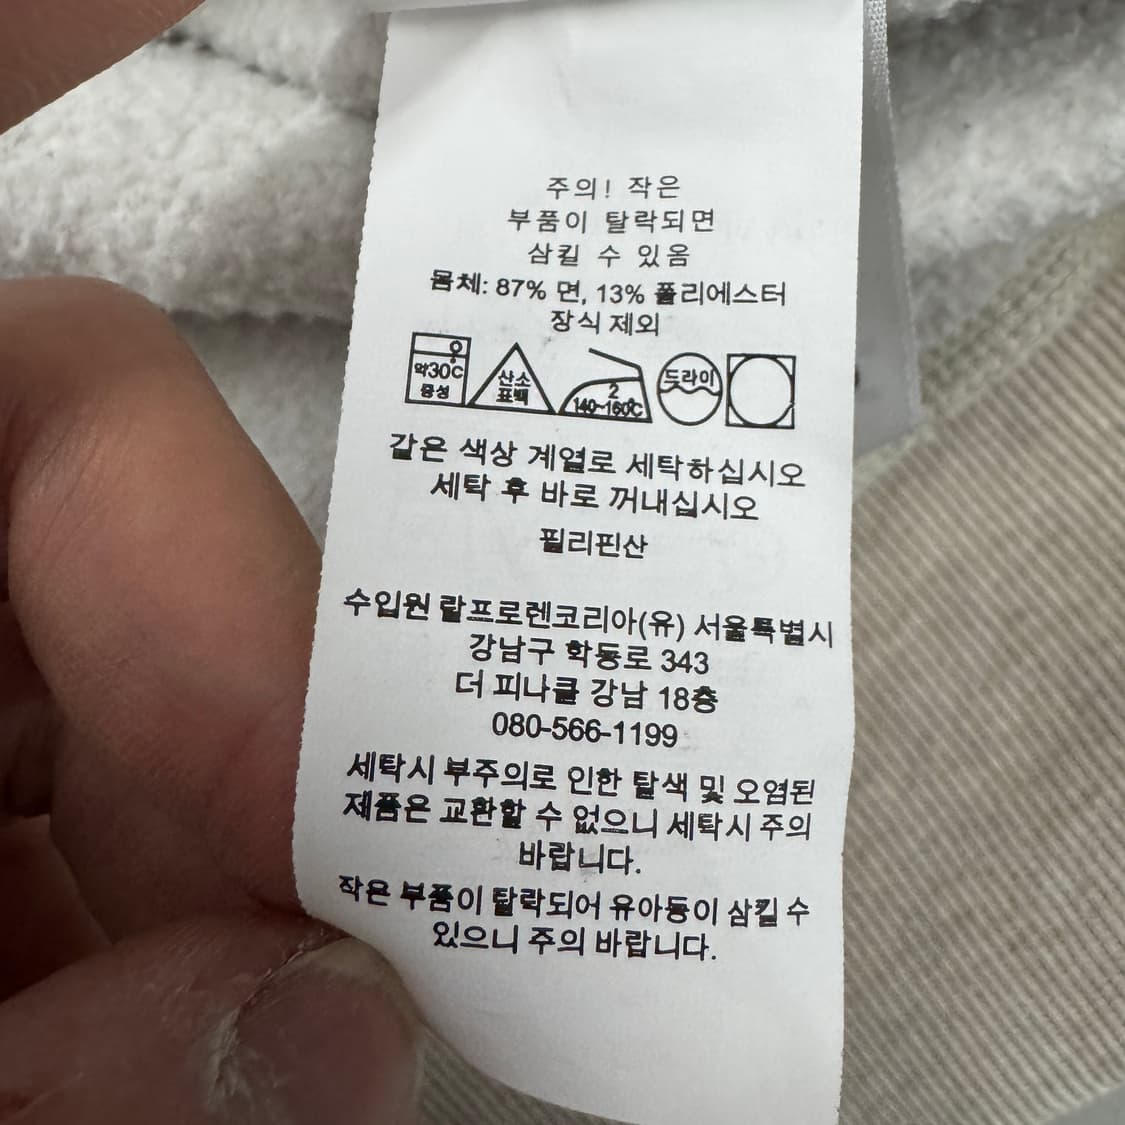 주의! 작은
부품이 탈락되면
삼킬 수 있음
몸체: 87% 면, 13% 폴리에스터
장식 제외
약30℃
중성
산소
표백
2
140~160℃
드라이
같은 색상 계열로 세탁하십시오
세탁 후 바로 꺼내십시오
필리핀산
수입원 랄프로렌코리아(유) 서울특별시
강남구 학동로 343
더 피나클 강남 18층
080-566-1199
세탁시 부주의로 인한 탈색 및 오염된
제품은 교환할 수 없으니 세탁시 주의
바랍니다.
작은 부품이 탈락되어 유아등이 삼킬 수
있으니 주의 바랍니다.